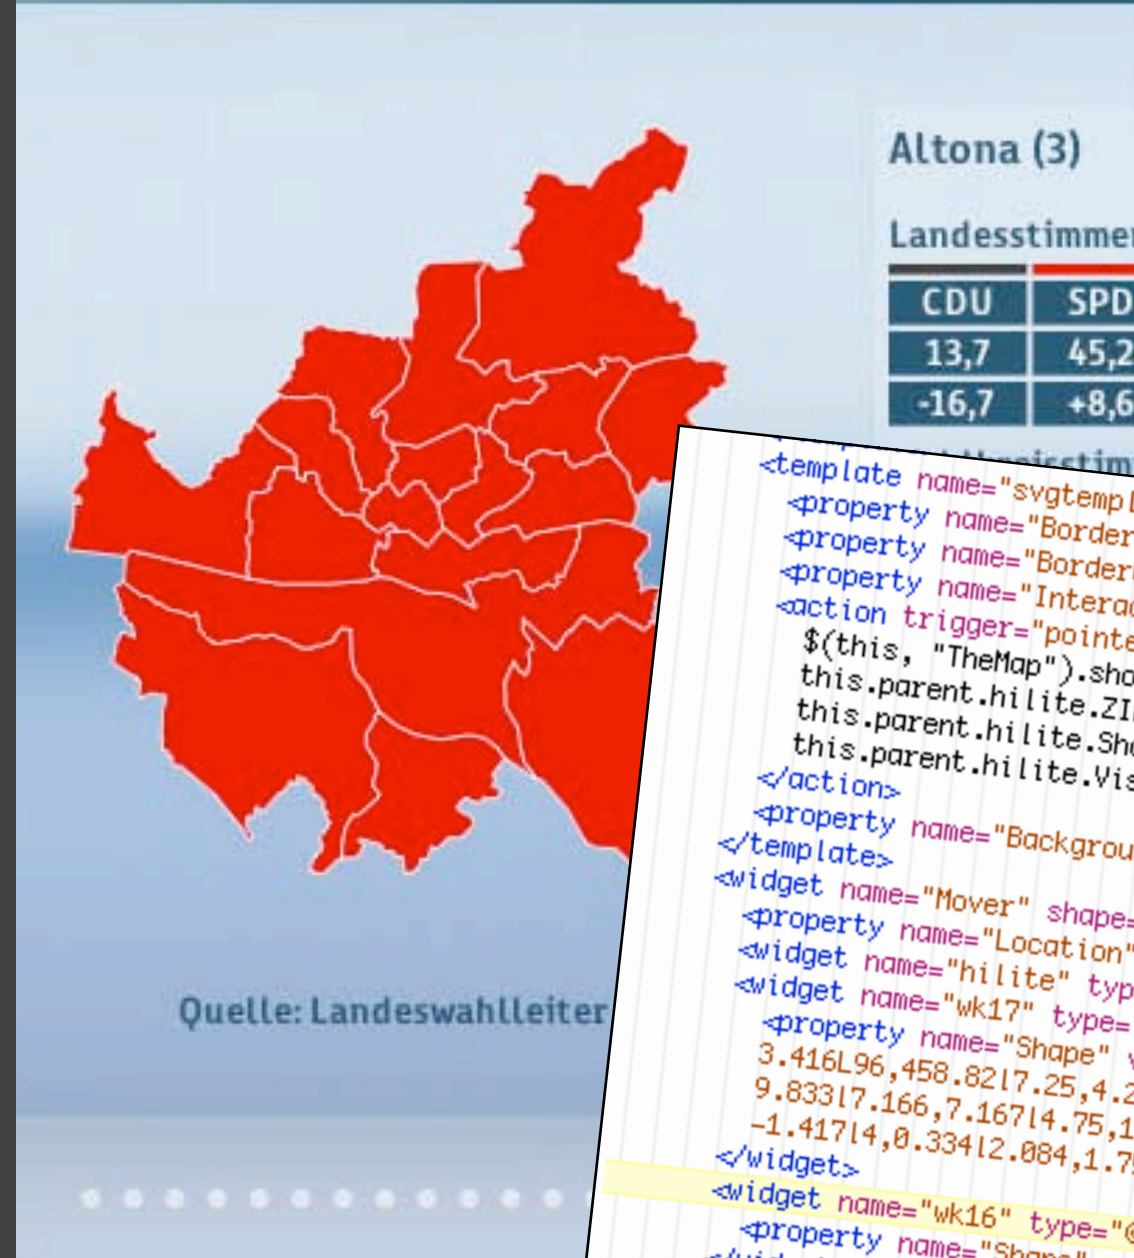 Altona (3)
Landesstimmen
CDU SPD
13,7 45,2
-16,7 +8,6
Quelle: Landeswahlleiter
<template name="svgtempl
<property name="Border
<property name="Border
<property name="Interac
<action trigger="pointe
$(this, "TheMap").sho
this.parent.hilite.ZI
this.parent.hilite.Sho
this.parent.hilite.Vis
</action>
<property name="Backgrou
</template>
<widget name="Mover" shape=
<property name="Location"
<widget name="hilite" typ
<widget name="wk17" type=
<property name="Shape" v
3.416L96,458.82l7.25,4.2
9.833l7.166,7.167l4.75,1
-1.417l4,0.334l2.084,1.7
</widget>
<widget name="wk16" type="@
<property name="Shape"
</widget>